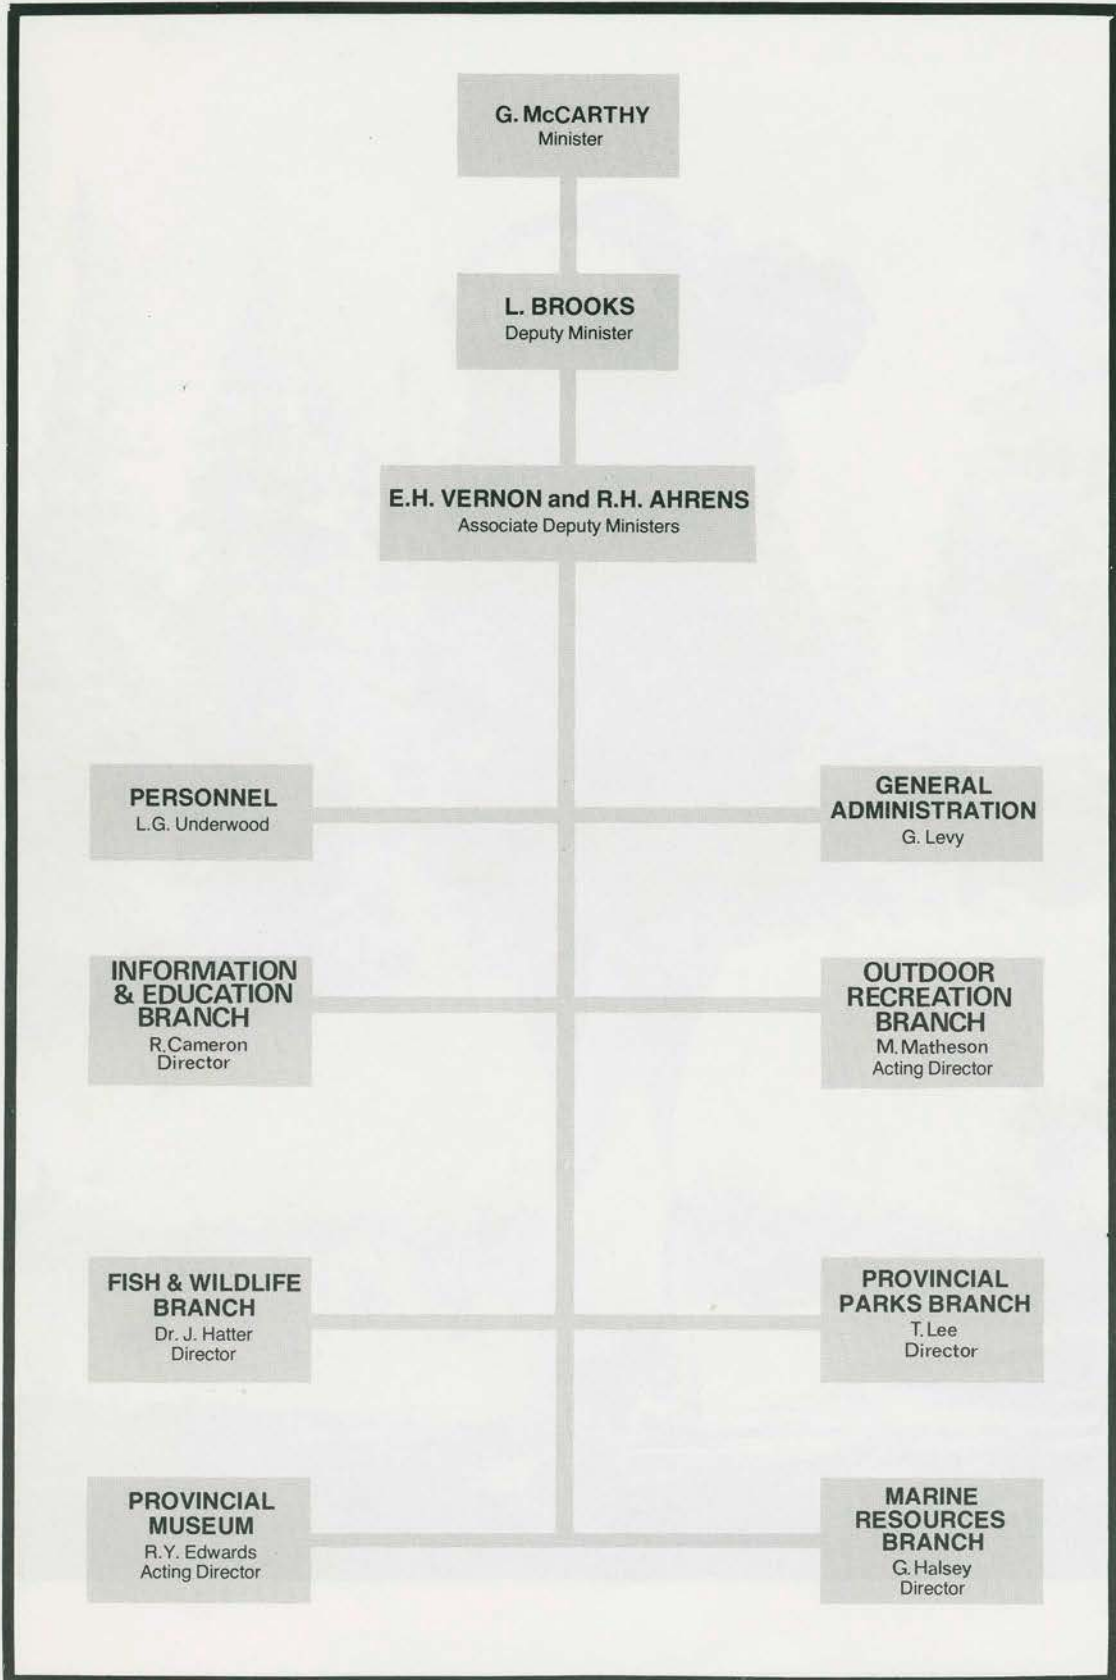 G. McCARTHY
Minister
L. BROOKS
Deputy Minister
E.H. VERNON and R.H. AHRENS
Associate Deputy Ministers
PERSONNEL
L.G. Underwood
GENERAL
ADMINISTRATION
G. Levy
INFORMATION
& EDUCATION
BRANCH
R. Cameron
Director
OUTDOOR
RECREATION
BRANCH
M. Matheson
Acting Director
FISH & WILDLIFE
BRANCH
Dr. J. Hatter
Director
PROVINCIAL
PARKS BRANCH
T. Lee
Director
PROVINCIAL
MUSEUM
R.Y. Edwards
Acting Director
MARINE
RESOURCES
BRANCH
G. Halsey
Director